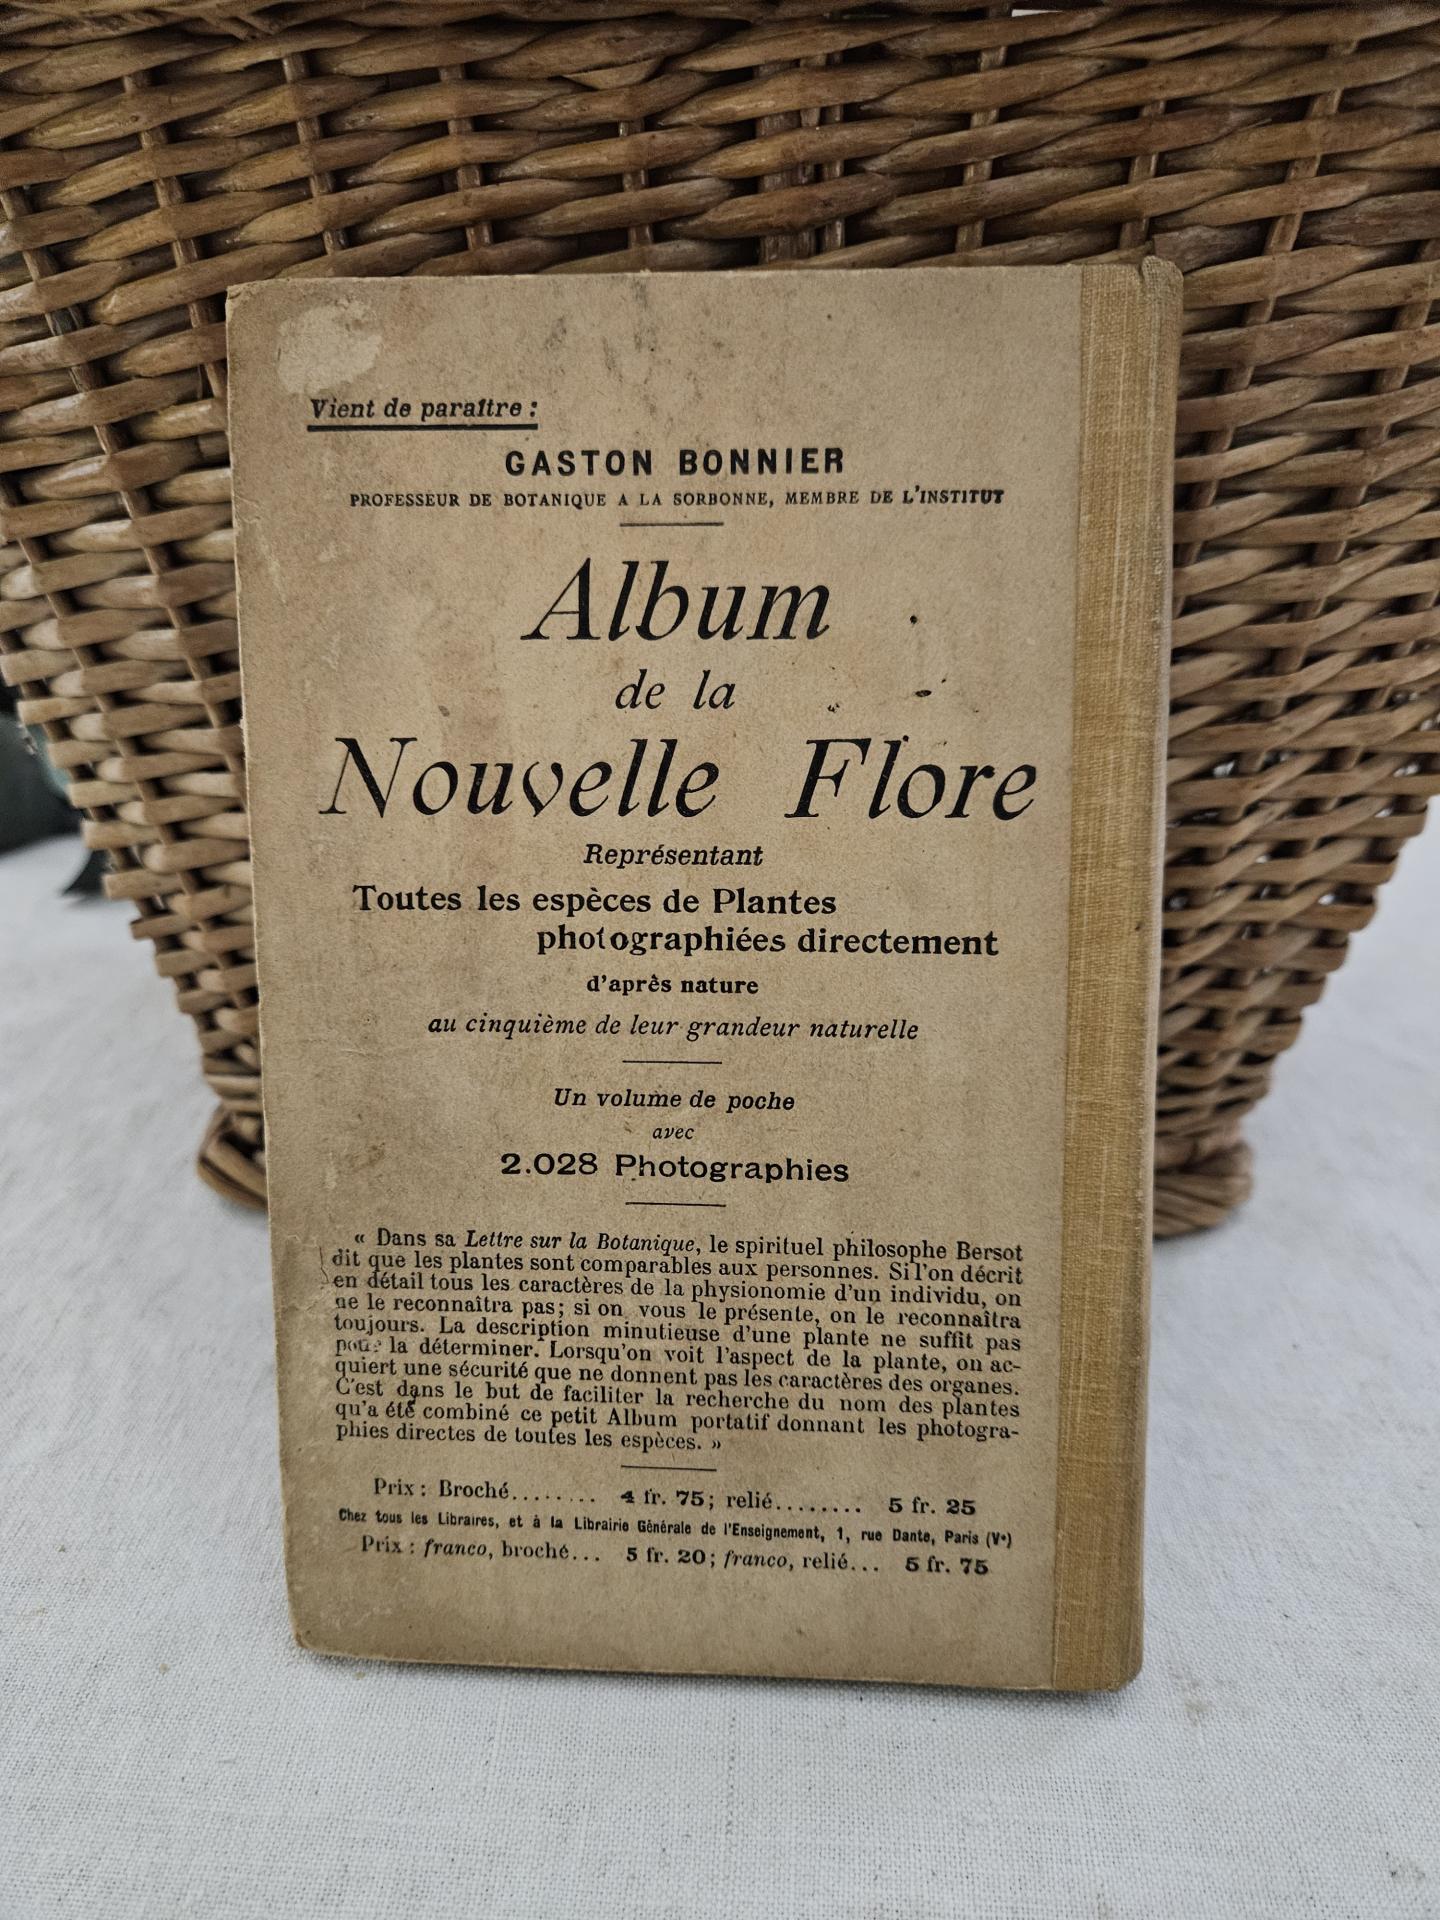 Vient de paraître :
GASTON BONNIER
PROFESSEUR DE BOTANIQUE A LA SORBONNE, MEMBRE DE L'INSTITUT
Album
de la
Nouvelle Flore
Représentant
Toutes les espèces de Plantes
photographiées directement
d'après nature
au cinquième de leur grandeur naturelle
Un volume de poche
avec
2.028 Photographies
« Dans sa Lettre sur la Botanique, le spirituel philosophe Bersot
dit que les plantes sont comparables aux personnes. Si l'on décrit
en détail tous les caractères de la physionomie d'un individu, on
ne le reconnaîtra pas; si on vous le présente, on le reconnaîtra
toujours. La description minutieuse d'une plante ne suffit pas
pour la déterminer. Lorsqu'on voit l'aspect de la plante, on ac-
quiert une sécurité que ne donnent pas les caractères des organes.
C'est dans le but de faciliter la recherche du nom des plantes
qu'a été combiné ce petit Album portatif donnant les photogra-
phies directes de toutes les espèces. »
Prix : Broché........ 4 fr. 75; relié........ 5 fr. 25
Chez tous les Libraires, et à la Librairie Générale de l'Enseignement, 1, rue Dante, Paris (Vᵉ)
Prix : franco, broché... 5 fr. 20; franco, relié... 5 fr. 75